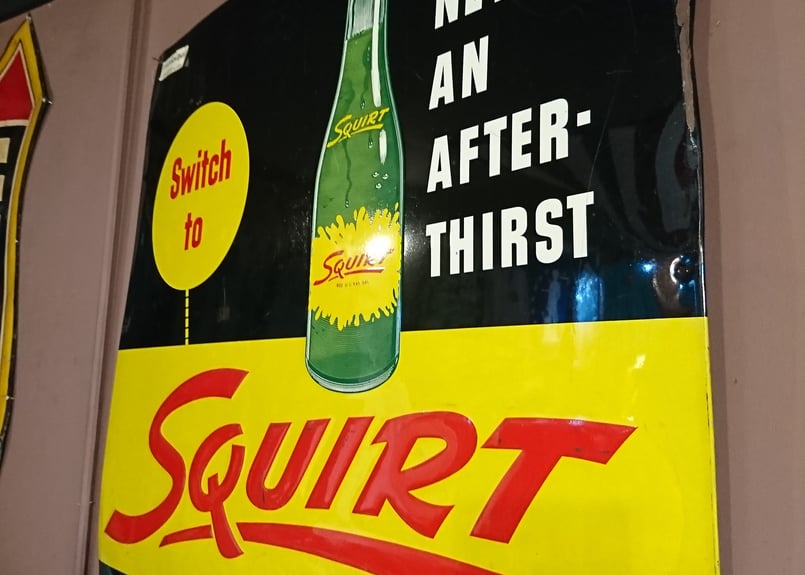 AN
AFTER-
THIRST
Switch
to
SQUIRT
SQUIRT
SQUIRT